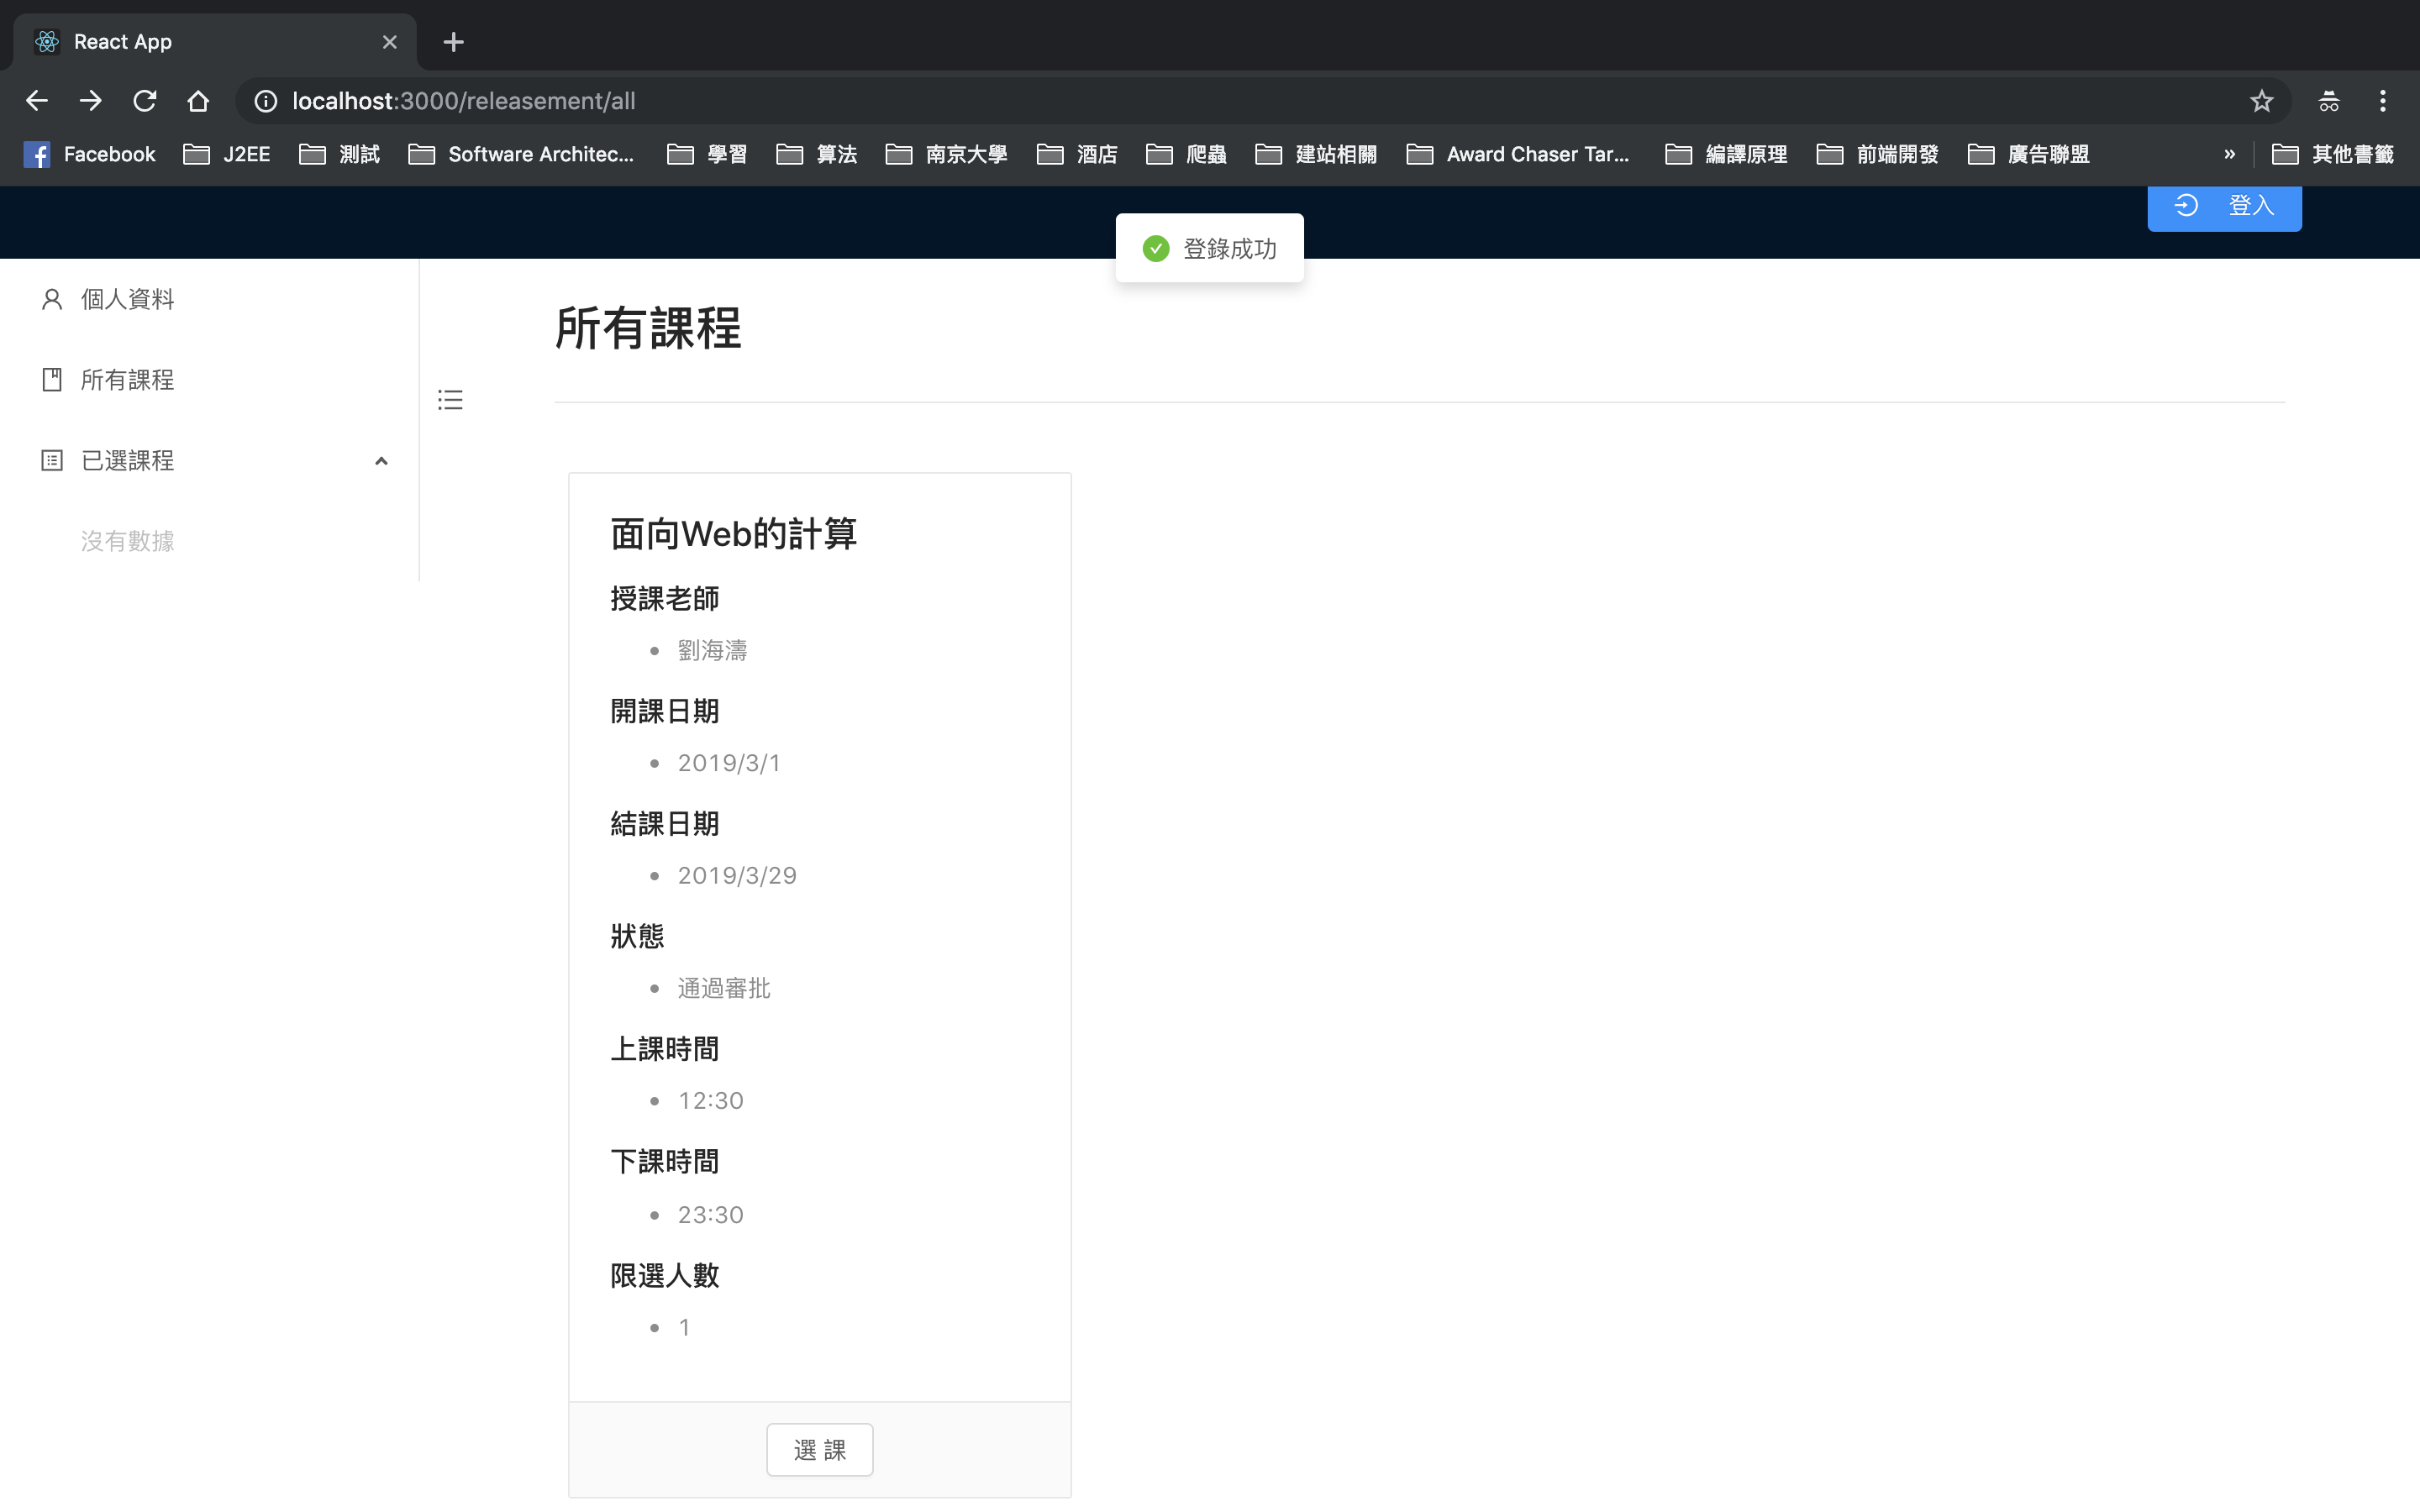 React App
localhost:3000/releasement/all
Facebook J2EE 測試 Software Architec... 學習 算法 南京大學 酒店 爬蟲 建站相關 Award Chaser Tar... 編譯原理 前端開發 廣告聯盟 » 其他書籤
登入
登錄成功
個人資料
所有課程
已選課程
沒有數據
所有課程
面向Web的計算
授課老師
• 劉海濤
開課日期
• 2019/3/1
結課日期
• 2019/3/29
狀態
• 通過審批
上課時間
• 12:30
下課時間
• 23:30
限選人數
• 1
選 課